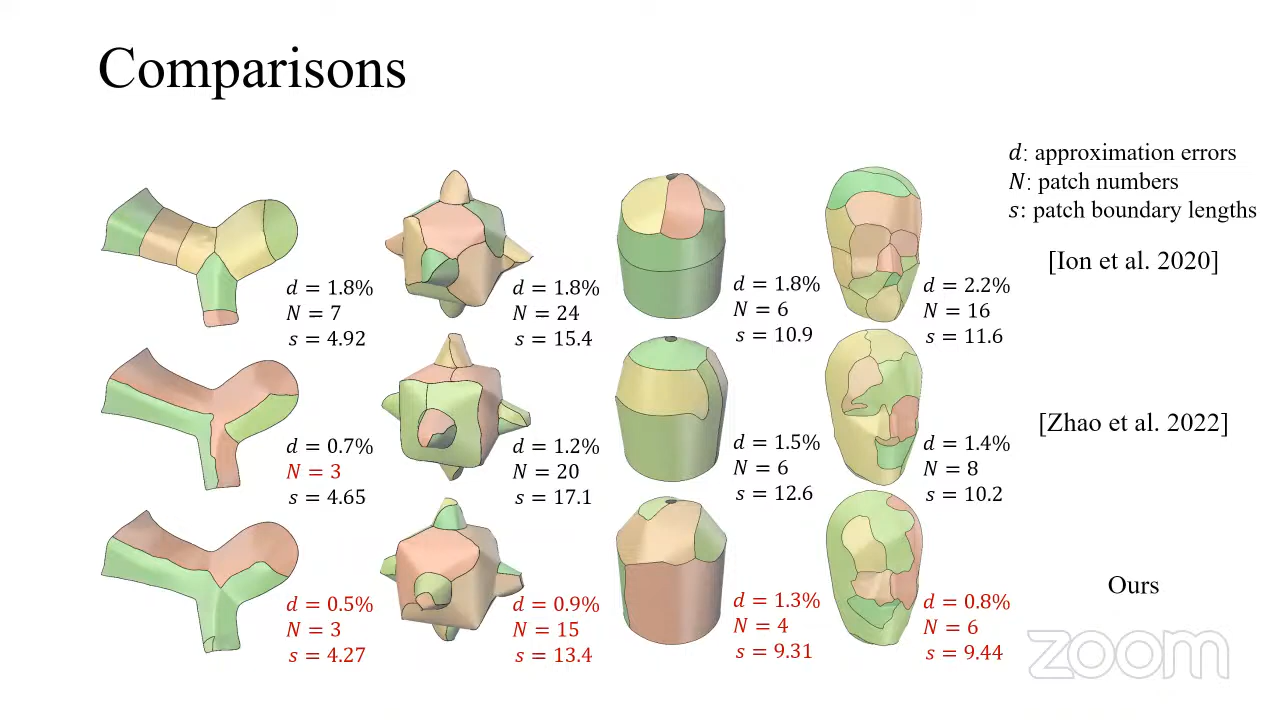 Comparisons
d: approximation errors
N: patch numbers
s: patch boundary lengths
[Ion et al. 2020]
d = 1.8%
N = 7
s = 4.92
d = 1.8%
N = 24
s = 15.4
d = 1.8%
N = 6
s = 10.9
d = 2.2%
N = 16
s = 11.6
[Zhao et al. 2022]
d = 0.7%
N = 3
s = 4.65
d = 1.2%
N = 20
s = 17.1
d = 1.5%
N = 6
s = 12.6
d = 1.4%
N = 8
s = 10.2
Ours
d = 0.5%
N = 3
s = 4.27
d = 0.9%
N = 15
s = 13.4
d = 1.3%
N = 4
s = 9.31
d = 0.8%
N = 6
s = 9.44
zoom